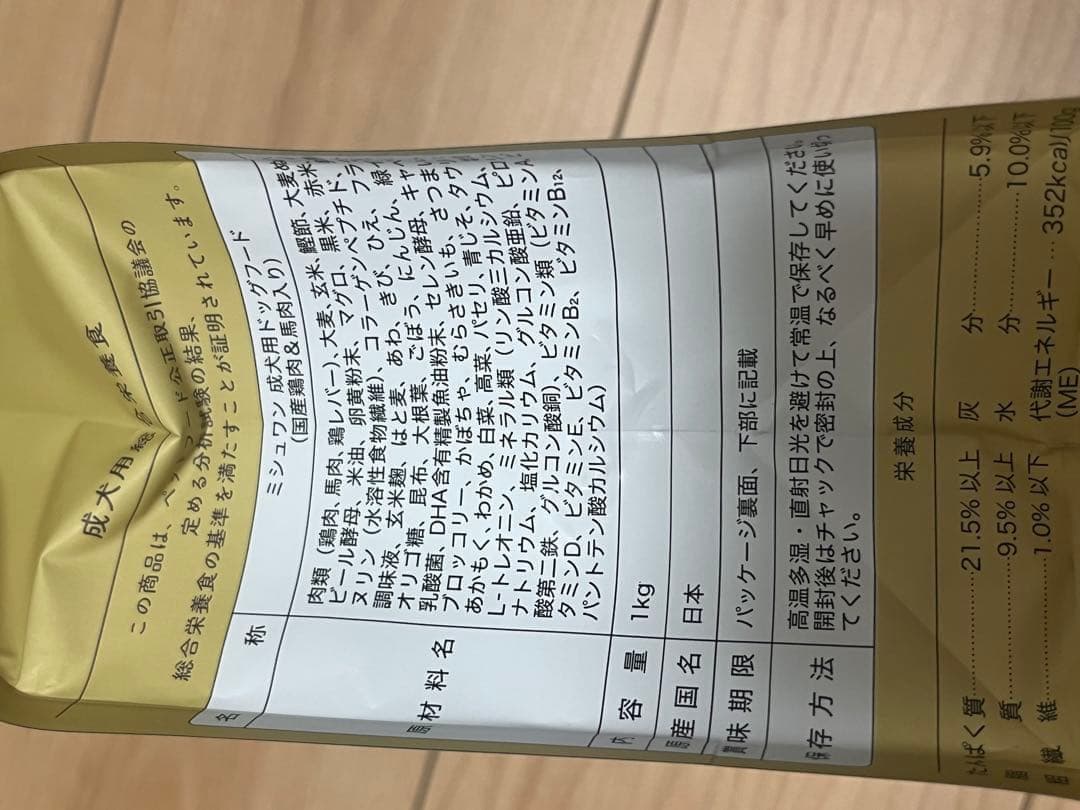 成犬用総合栄養食
この商品は、ペットフード公正取引協議会の
定める分析試験の結果、
総合栄養食の基準を満たすことが証明されています。
名 称 ミシュワン 成犬用ドッグフード
(国産鶏肉&馬肉入り)
原材料名
肉類(鶏肉、馬肉、鶏レバー)、大麦、玄米、鰹節、大麦ぬ
ビール酵母、米油、卵黄粉末、マグロ、黒米、赤米、
ヌリン(水溶性食物繊維)、コラーゲンペプチド、フラ
調味液、玄米麹、はと麦、あわ、きび、ひえ、緑
オリゴ糖、昆布、大根葉、ごぼう、にんじん、キャベ
乳酸菌、DHA含有精製魚油粉末、セレン酵母、さつまい
ブロッコリー、かぼちゃ、むらさきいも、
あかもく、わかめ、白菜、高菜、パセリ、青じそ、タウ
L-トレオニン、ミネラル類(リン酸三カルシウム、
ナトリウム、塩化カリウム、グルコン酸亜鉛、ピロ
酸第二鉄、グルコン酸銅)、ビタミン類(ビタミンA
タミンD、ビタミンE、ビタミンB2、ビタミンB12、
パントテン酸カルシウム)
内 容 量 1kg
原産国名 日本
賞味期限 パッケージ裏面、下部に記載
保存方法 高温多湿・直射日光を避けて常温で保存してください
開封後はチャックで密封の上、なるべく早めに使い切っ
てください。
栄養成分
たんぱく質……21.5%以上 灰 分……5.9%以下
脂 質……9.5%以上 水 分……10.0%以下
粗 繊 維……1.0%以下 代謝エネルギー 352kcal/100g
(ME)